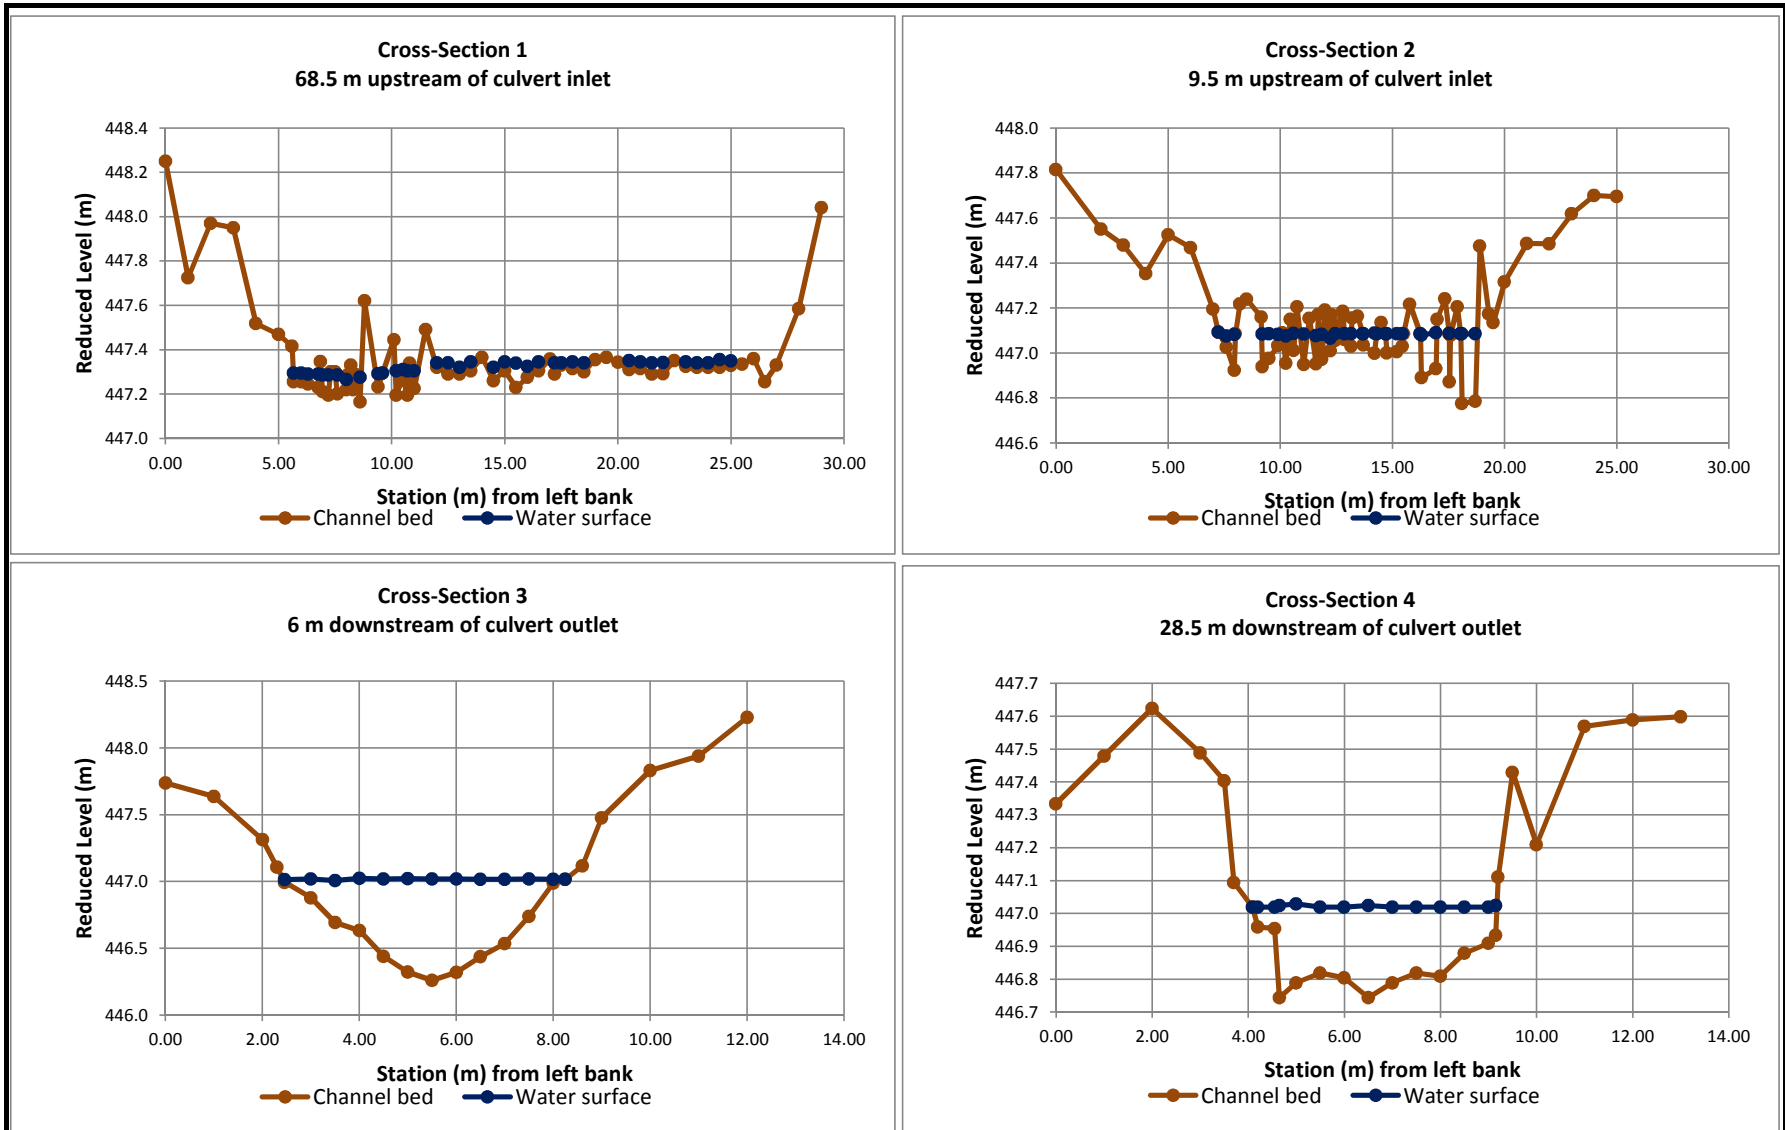 Cross-Section 1
68.5 m upstream of culvert inlet
Reduced Level (m)
448.4
448.2
448.0
447.8
447.6
447.4
447.2
447.0
0.00 5.00 10.00 15.00 20.00 25.00 30.00
Station (m) from left bank
Channel bed Water surface
Cross-Section 2
9.5 m upstream of culvert inlet
Reduced Level (m)
448.0
447.8
447.6
447.4
447.2
447.0
446.8
446.6
0.00 5.00 10.00 15.00 20.00 25.00 30.00
Station (m) from left bank
Channel bed Water surface
Cross-Section 3
6 m downstream of culvert outlet
Reduced Level (m)
448.5
448.0
447.5
447.0
446.5
446.0
0.00 2.00 4.00 6.00 8.00 10.00 12.00 14.00
Station (m) from left bank
Channel bed Water surface
Cross-Section 4
28.5 m downstream of culvert outlet
Reduced Level (m)
447.7
447.6
447.5
447.4
447.3
447.2
447.1
447.0
446.9
446.8
446.7
0.00 2.00 4.00 6.00 8.00 10.00 12.00 14.00
Station (m) from left bank
Channel bed Water surface